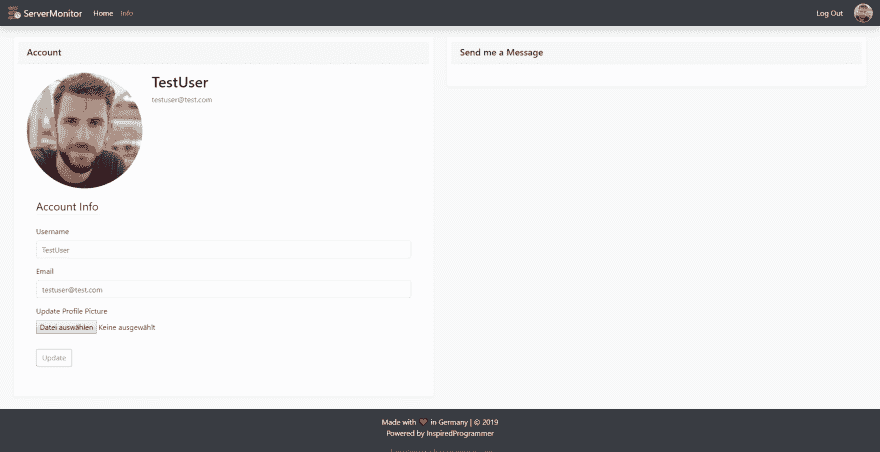 ServerMonitor Home Info Log Out
Account
TestUser
testuser@test.com
Account Info
Username
TestUser
Email
testuser@test.com
Update Profile Picture
Datei auswählen Keine ausgewählt
Update
Send me a Message
Made with ❤ in Germany | © 2019
Powered by InspiredProgrammer